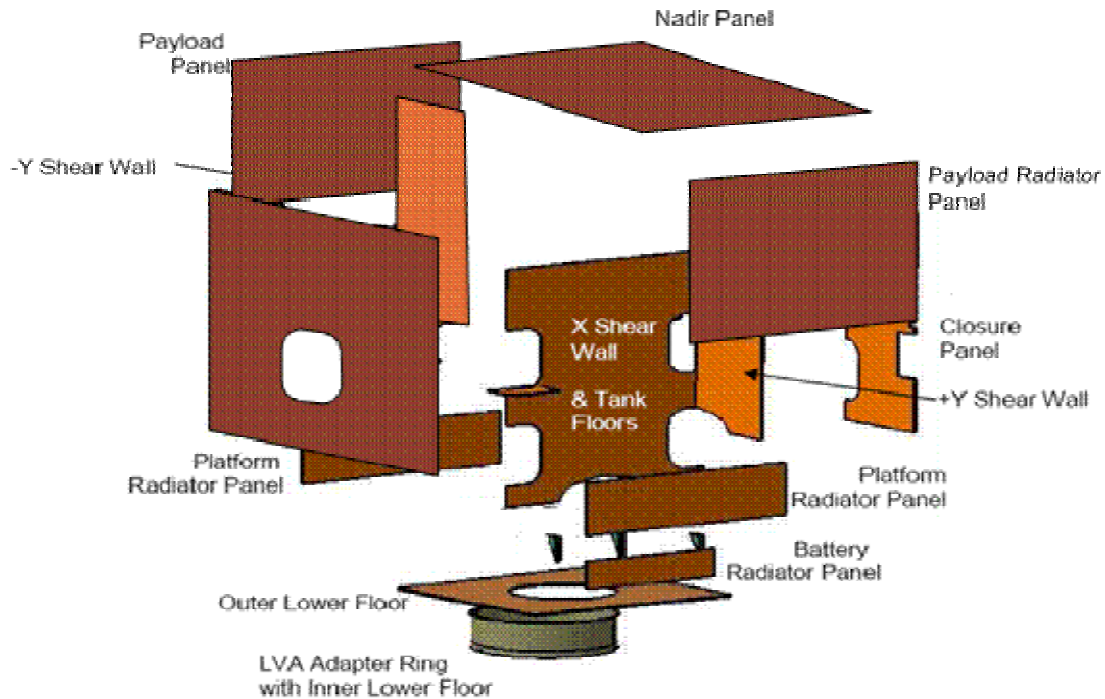 Nadir Panel
Payload
Panel
-Y Shear Wall
Payload Radiator
Panel
X Shear
Wall
& Tank
Floors
Closure
Panel
+Y Shear Wall
Platform
Radiator Panel
Platform
Radiator Panel
Battery
Radiator Panel
Outer Lower Floor
LVA Adapter Ring
with Inner Lower Floor